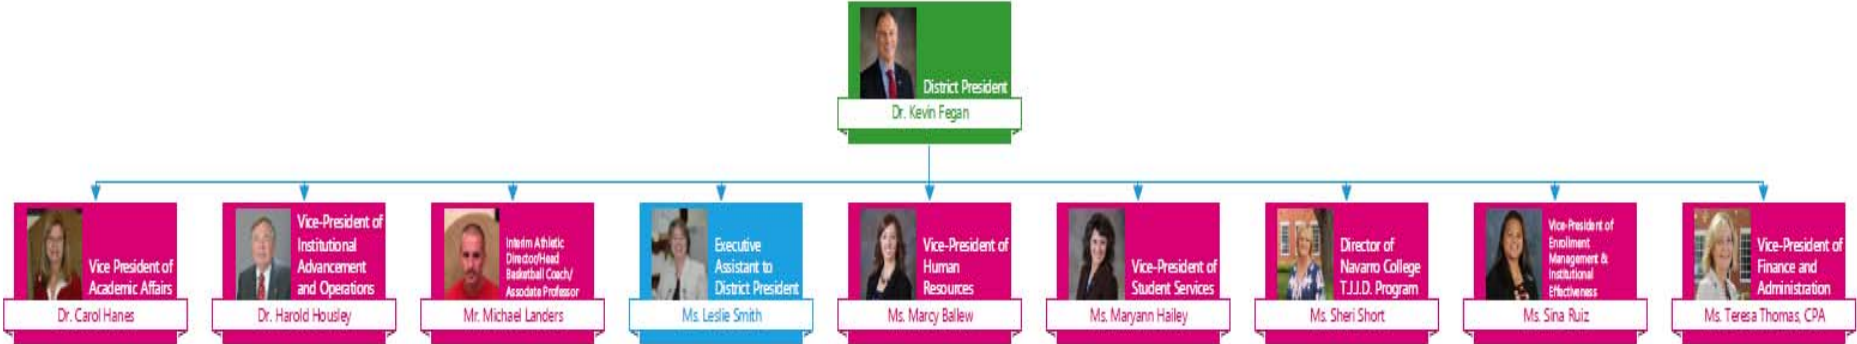 District President
Dr. Kevin Fegan
Vice President of
Academic Affairs
Dr. Carol Hanes
Vice-President of
Institutional
Advancement
and Operations
Dr. Harold Housley
Interim Athletic
Director/Head
Basketball Coach/
Associate Professor
Mr. Michael Landers
Executive
Assistant to
District President
Ms. Leslie Smith
Vice-President of
Human
Resources
Ms. Marcy Ballew
Vice-President of
Student Services
Ms. Maryann Hailey
Director of
Navarro College
T.J.J.D. Program
Ms. Sheri Short
Vice-President of
Enrollment
Management &
Institutional
Effectiveness
Ms. Sina Ruiz
Vice-President of
Finance and
Administration
Ms. Teresa Thomas, CPA